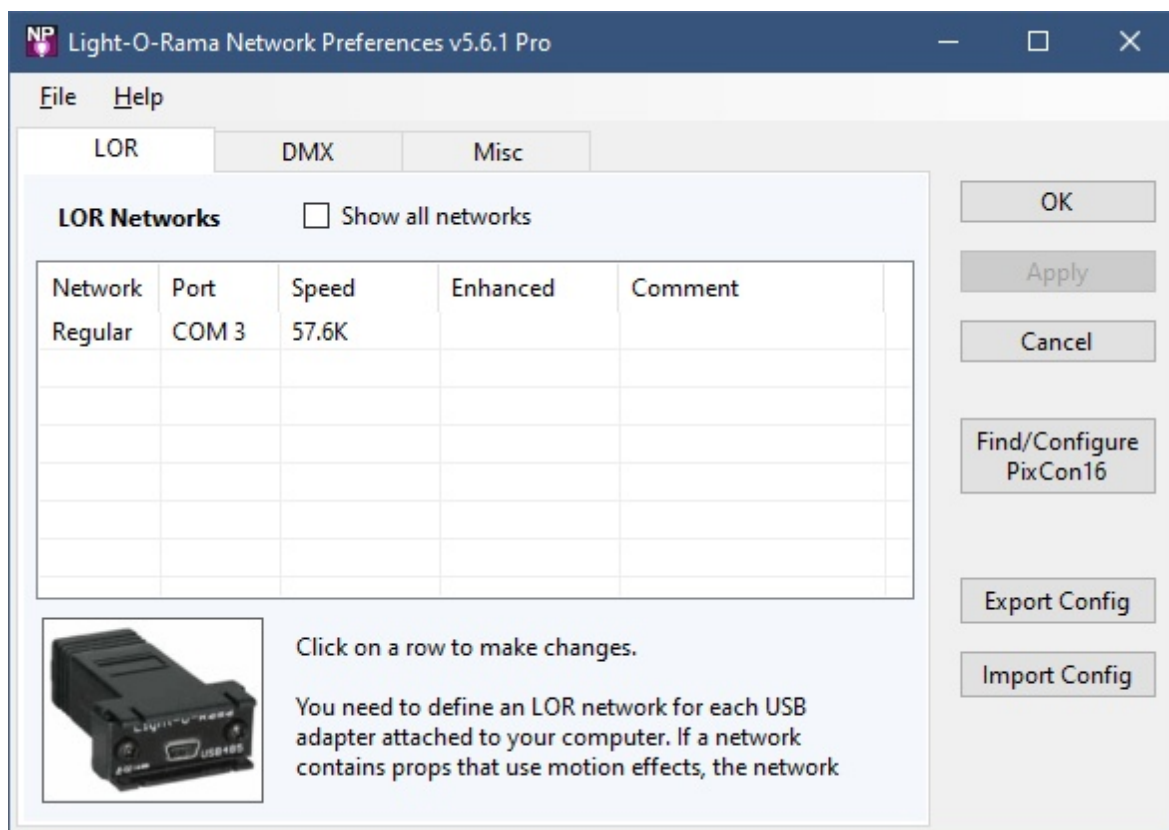 NP Light-O-Rama Network Preferences v5.6.1 Pro
File Help
LOR DMX Misc
LOR Networks Show all networks
Network Port Speed Enhanced Comment
Regular COM 3 57.6K
OK
Apply
Cancel
Find/Configure
PixCon16
Export Config
Import Config
Light-O-Rama
USB485
Click on a row to make changes.
You need to define an LOR network for each USB
adapter attached to your computer. If a network
contains props that use motion effects, the network